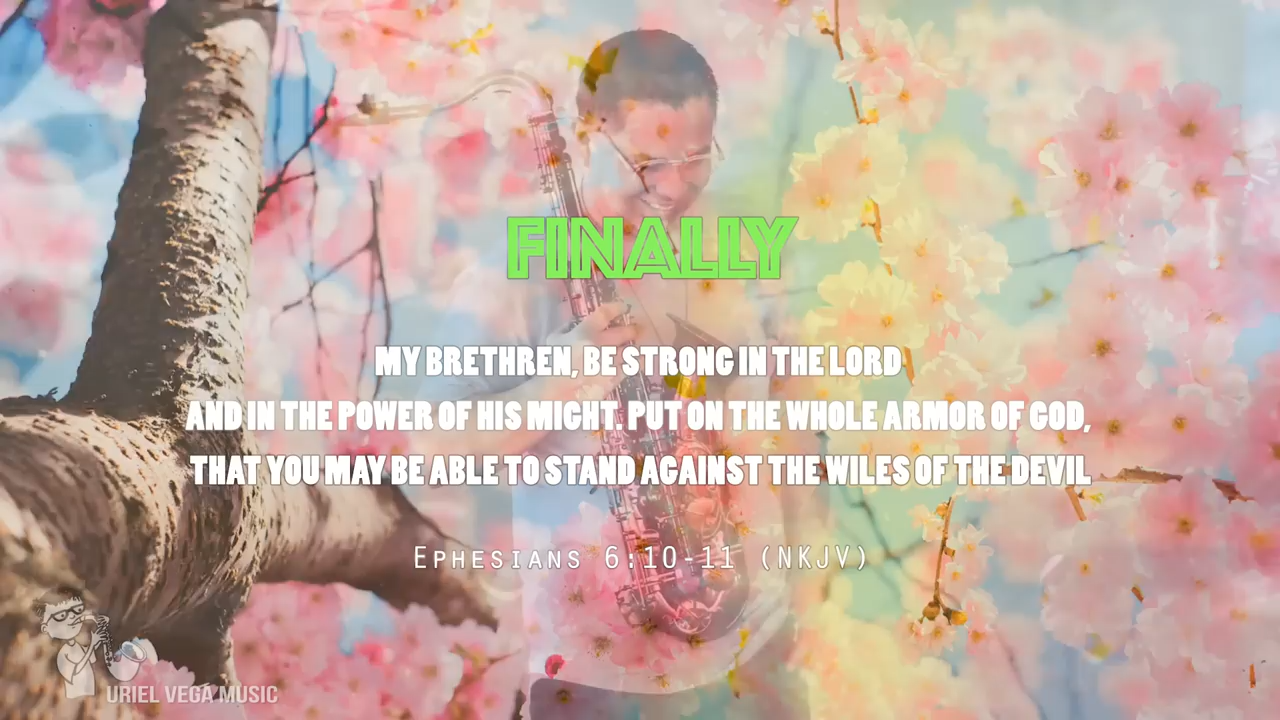 FINALLY
MY BRETHREN, BE STRONG IN THE LORD
AND IN THE POWER OF HIS MIGHT. PUT ON THE WHOLE ARMOR OF GOD,
THAT YOU MAY BE ABLE TO STAND AGAINST THE WILES OF THE DEVIL
EPHESIANS 6:10-11 (NKJV)
URIEL VEGA MUSIC